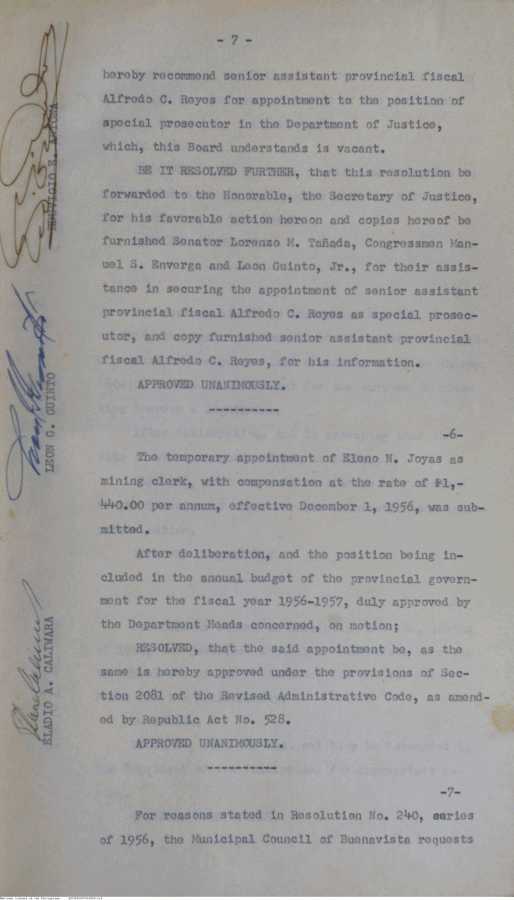 - 7 -
hereby recommend senior assistant provincial fiscal
Alfredo C. Reyes for appointment to the position of
special prosecutor in the Department of Justice,
which, this Board understands is vacant.
BE IT RESOLVED FURTHER, that this resolution be
forwarded to the Honorable, the Secretary of Justice,
for his favorable action hereon and copies hereof be
furnished Senator Lorenzo M. Tañada, Congressmen Man-
uel S. Enverga and Leon Guinto, Jr., for their assis-
tance in securing the appointment of senior assistant
provincial fiscal Alfredo C. Reyes as special prosec-
utor, and copy furnished senior assistant provincial
fiscal Alfredo C. Reyes, for his information.
APPROVED UNANIMOUSLY.
-----------
-6-
The temporary appointment of Eleno N. Joyas as
mining clerk, with compensation at the rate of ₱1,-
440.00 per annum, effective December 1, 1956, was sub-
mitted.
After deliberation, and the position being in-
cluded in the annual budget of the provincial govern-
ment for the fiscal year 1956-1957, duly approved by
the Department Heads concerned, on motion;
RESOLVED, that the said appointment be, as the
same is hereby approved under the provisions of Sec-
tion 2081 of the Revised Administrative Code, as amend-
ed by Republic Act No. 528.
APPROVED UNANIMOUSLY.
-----------
-7-
For reasons stated in Resolution No. 240, series
of 1956, the Municipal Council of Buenavista requests
LEON G. GUINTO
ELADIO A. CALIWARA